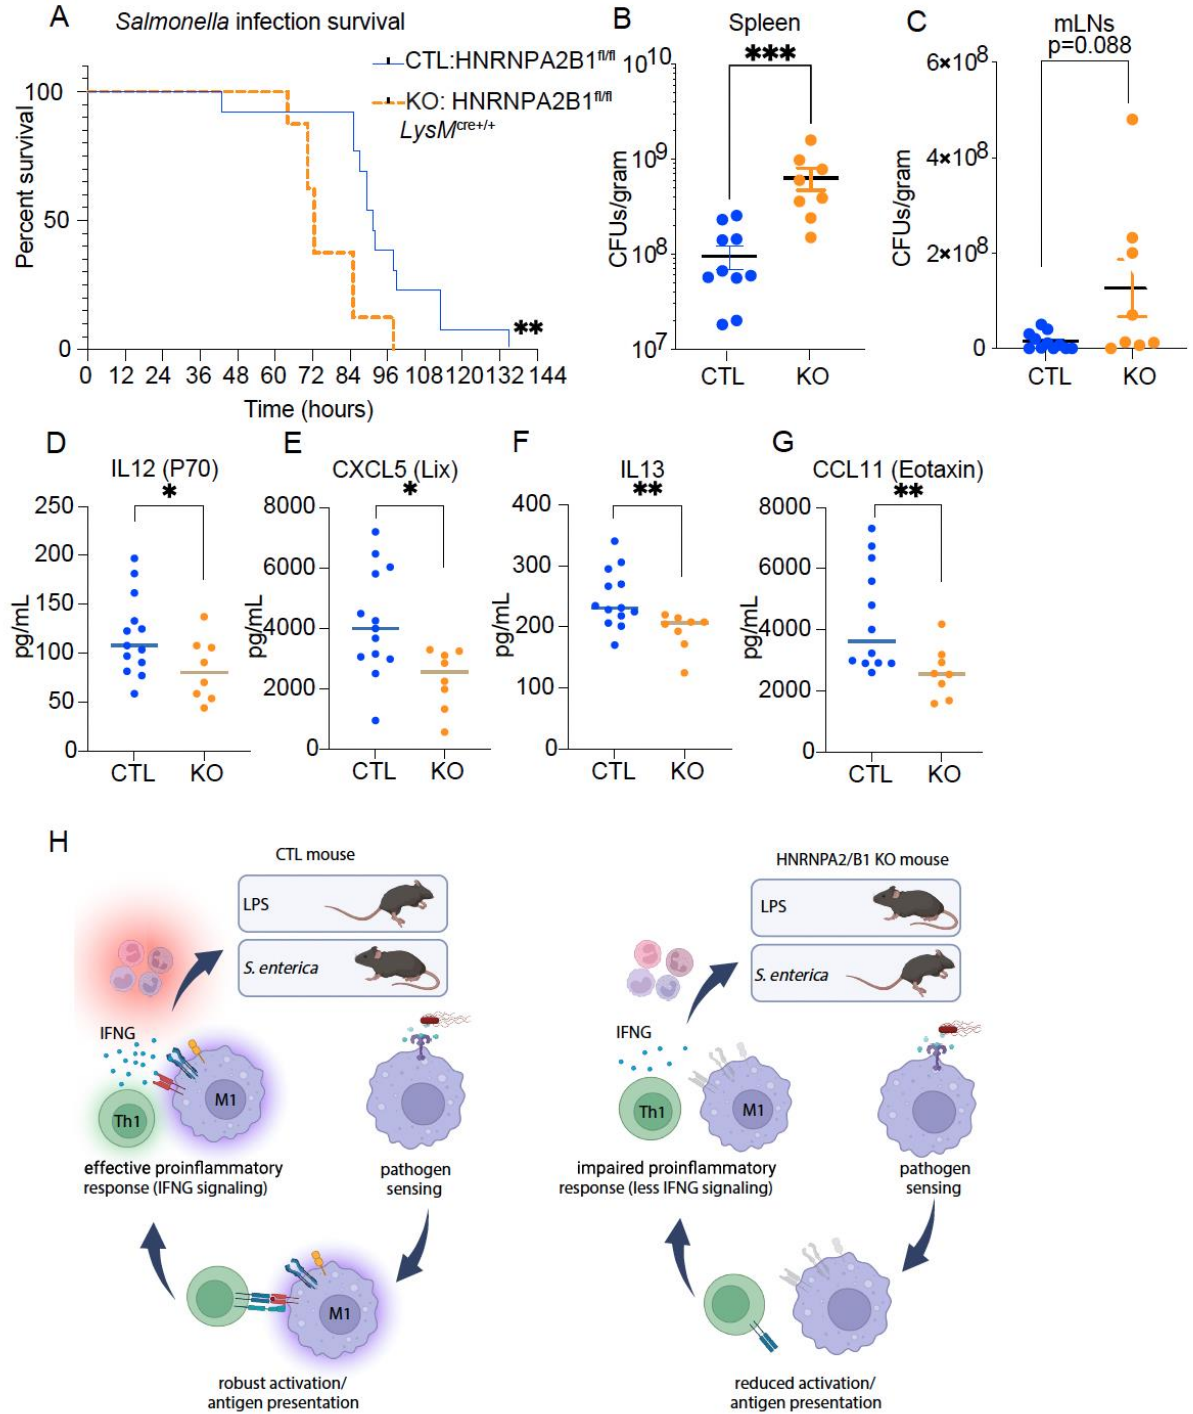 A
Salmonella infection survival
CTL:HNRNPA2B1fl/fl
KO: HNRNPA2B1fl/fl
LysMcre+/+
Percent survival
100
50
0
0 12 24 36 48 60 72 84 96 108 120 132 144
Time (hours)
**
B
Spleen
***
CFUs/gram
10^10
10^9
10^8
10^7
CTL KO
C
mLNs
p=0.088
CFUs/gram
6×10^8
4×10^8
2×10^8
0
CTL KO
D
IL12 (P70)
*
pg/mL
250
200
150
100
50
0
CTL KO
E
CXCL5 (Lix)
*
pg/mL
8000
6000
4000
2000
0
CTL KO
F
IL13
**
pg/mL
400
300
200
100
0
CTL KO
G
CCL11 (Eotaxin)
**
pg/mL
8000
6000
4000
2000
0
CTL KO
H
CTL mouse
LPS
S. enterica
IFNG
Th1
M1
effective proinflammatory
response (IFNG signaling)
pathogen
sensing
M1
robust activation/
antigen presentation
HNRNPA2/B1 KO mouse
LPS
S. enterica
IFNG
Th1
M1
impaired proinflammatory
response (less IFNG signaling)
pathogen
sensing
reduced activation/
antigen presentation